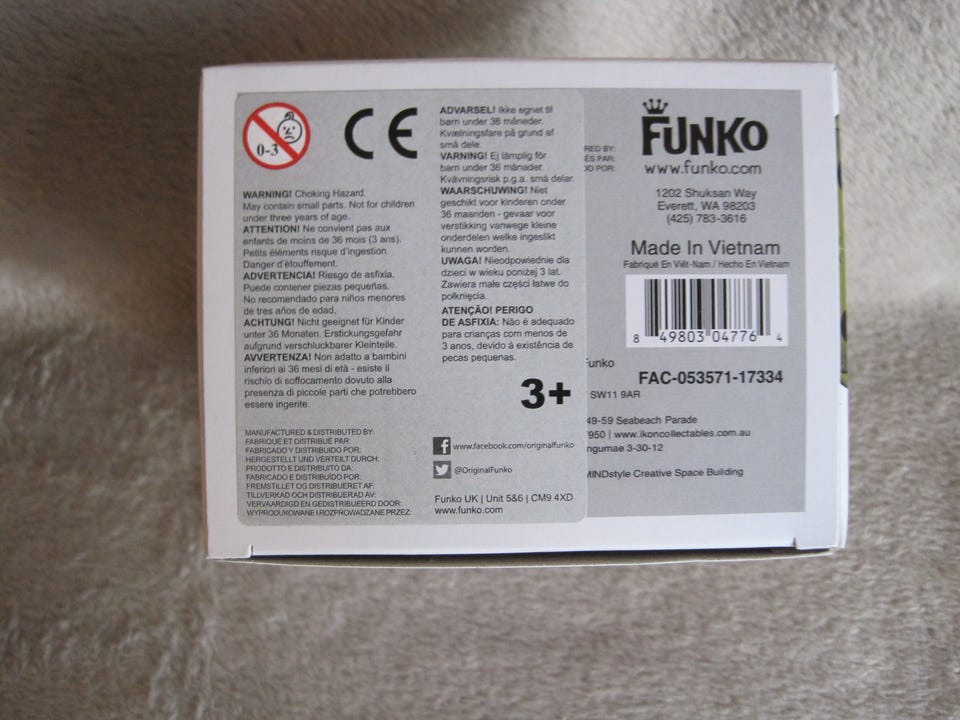 0-3
CE
WARNING! Choking Hazard.
May contain small parts. Not for children
under three years of age.
ATTENTION! Ne convient pas aux
enfants de moins de 36 mois (3 ans).
Petits éléments risque d'ingestion.
Danger d'étouffement.
ADVERTENCIA! Riesgo de asfixia.
Puede contener piezas pequeñas.
No recomendado para niños menores
de tres años de edad.
ACHTUNG! Nicht geeignet für Kinder
unter 36 Monaten. Erstickungsgefahr
aufgrund verschluckbarer Kleinteile.
AVVERTENZA! Non adatto a bambini
inferiori ai 36 mesi di età - esiste il
rischio di soffocamento dovuto alla
presenza di piccole parti che potrebbero
essere ingerite.
MANUFACTURED & DISTRIBUTED BY:
FABRIQUÉ ET DISTRIBUÉ PAR:
FABRICADO Y DISTRIBUIDO POR:
HERGESTELLT UND VERTEILT DURCH:
PRODOTTO E DISTRIBUITO DA:
FABRICADO E DISTRIBUÍDO POR:
FREMSTILLET OG DISTRIBUERET AF:
TILLVERKAD OCH DISTRIBUERAD AV:
VERVAARDIGD EN GEDISTRIBUEERD DOOR:
WYPRODUKOWANE I ROZPROWADZANE PRZEZ:
ADVARSEL! Ikke egnet til
børn under 36 måneder.
Kvælningsfare på grund af
små dele.
VARNING! Ej lämplig för
barn under 36 månader.
Kvävningsrisk p.g.a. små delar.
WAARSCHUWING! Niet
geschikt voor kinderen onder
36 maanden - gevaar voor
verstikking vanwege kleine
onderdelen welke ingeslikt
kunnen worden.
UWAGA! Nieodpowiednie dla
dzieci w wieku poniżej 3 lat.
Zawiera małe części łatwe do
połknięcia.
ATENÇÃO! PERIGO
DE ASFIXIA: Não é adequado
para crianças com menos de
3 anos, devido à existência de
pecas pequenas.
3+
www.facebook.com/originalfunko
@OriginalFunko
Funko UK | Unit 5&6 | CM9 4XD
www.funko.com
RED BY:
ÉS PAR:
DO POR:
FUNKO
www.funko.com
1202 Shuksan Way
Everett, WA 98203
(425) 783-3616
Made In Vietnam
Fabriqué En Viêt-Nam / Hecho En Vietnam
8 49803 04776 4
Funko
FAC-053571-17334
SW11 9AR
49-59 Seabeach Parade
7950 | www.ikoncollectables.com.au
ngumae 3-30-12
MINDstyle Creative Space Building